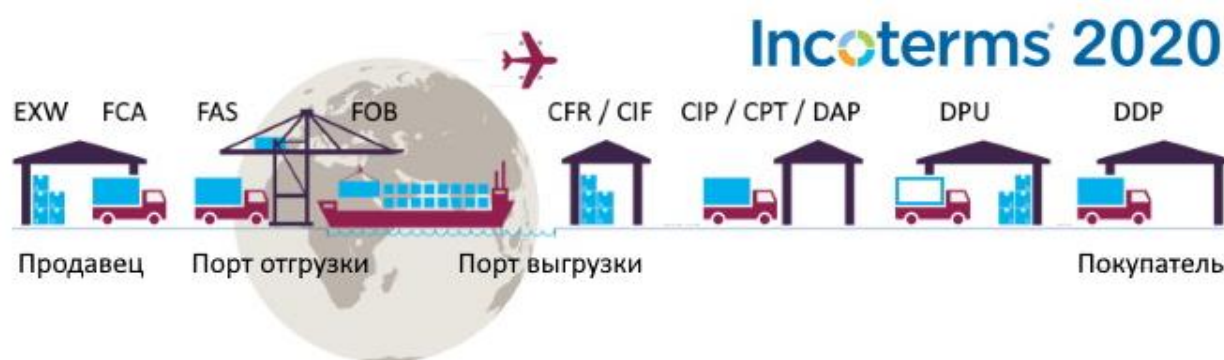 Incoterms 2020
EXW FCA FAS FOB CFR / CIF CIP / CPT / DAP DPU DDP
Продавец Порт отгрузки Порт выгрузки Покупатель